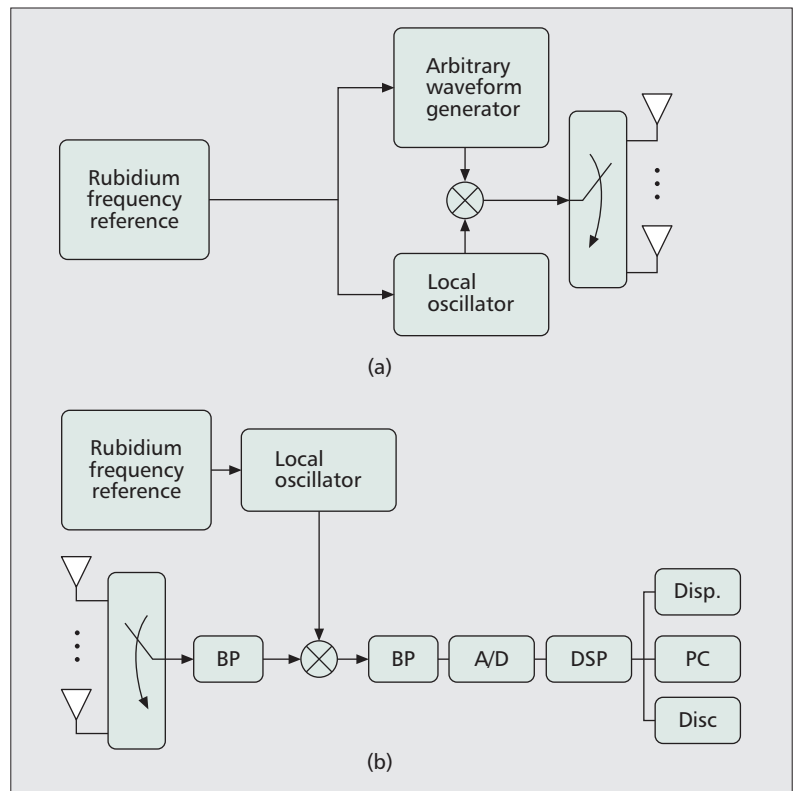 Arbitrary
waveform
generator
Rubidium
frequency
reference
Local
oscillator
(a)
Rubidium
frequency
reference
Local
oscillator
Disp.
BP
BP
A/D
DSP
PC
Disc
(b)